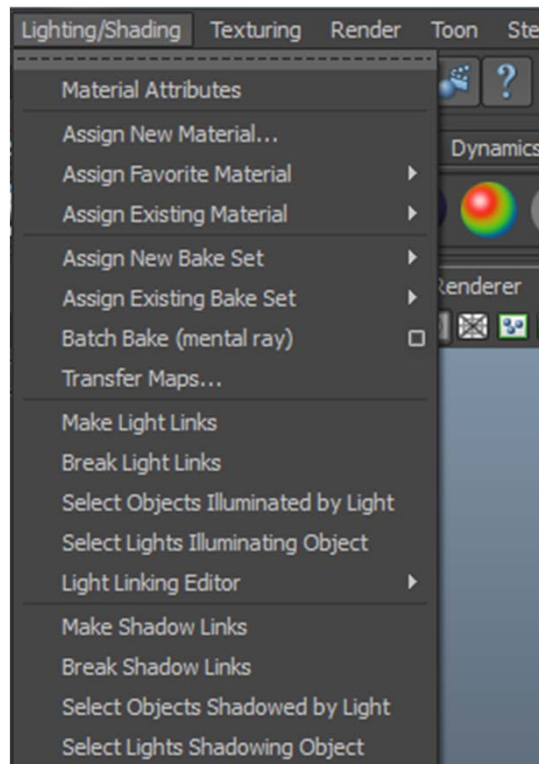 Lighting/Shading Texturing Render Toon Ste
Material Attributes
Assign New Material...
Dynamics
Assign Favorite Material
Assign Existing Material
Assign New Bake Set
Renderer
Assign Existing Bake Set
Batch Bake (mental ray)
Transfer Maps...
Make Light Links
Break Light Links
Select Objects Illuminated by Light
Select Lights Illuminating Object
Light Linking Editor
Make Shadow Links
Break Shadow Links
Select Objects Shadowed by Light
Select Lights Shadowing Object